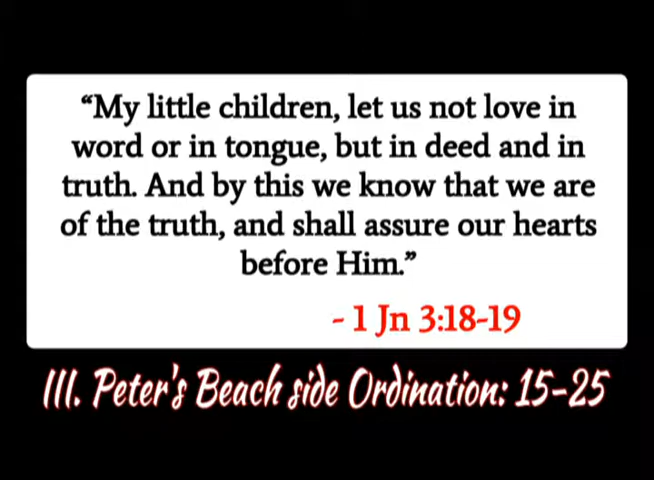 “My little children, let us not love in
word or in tongue, but in deed and in
truth. And by this we know that we are
of the truth, and shall assure our hearts
before Him.”
- 1 Jn 3:18-19
III. Peter's Beach side Ordination: 15-25